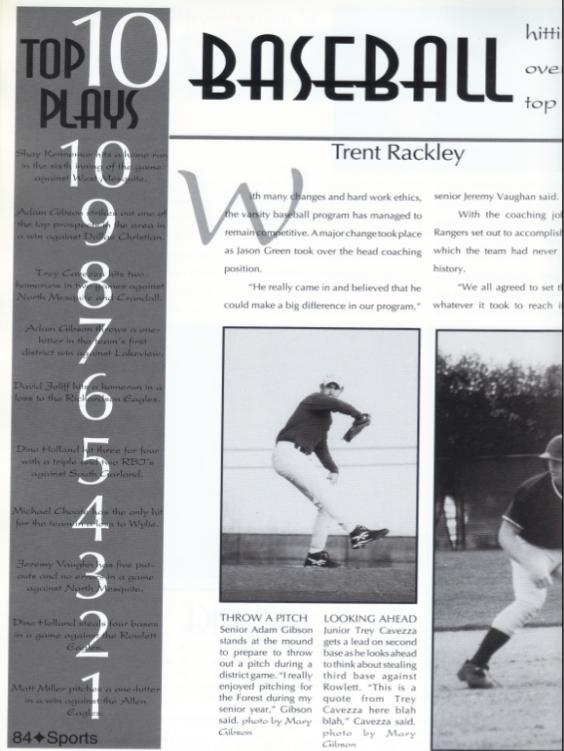 TOP 10
PLAYS
10
Shay Kennemar hits a home run
in the sixth inning of the game
against West Mesquite.
9
Adam Gibson strikes out one of
the top prospects in the area in
a win against Dallas Christian.
8
Trey Cavezza hits two
homeruns in two games against
North Mesquite and Crandall.
7
Adam Gibson throws a one-
hitter in the team's first
district win against Lakeview.
6
David Joliff hits a homerun in a
loss to the Richardson Eagles.
5
Dino Holland hit three for four
with a triple and two RBI's
against South Garland.
4
Michael Choate has the only hit
for the team in a loss to Wylie.
3
Jeremy Vaughn has five put-
outs and no errors in a game
against North Mesquite.
2
Dino Holland steals four bases
in a game against the Rowlett
Eagles.
1
Matt Miller pitches a one-hitter
in a win against the Allen
Eagles.
84 Sports
BASEBALL
hitti
ove
top
Trent Rackley
With many changes and hard work ethics,
the varsity baseball program has managed to
remain competitive. A major change took place
as Jason Green took over the head coaching
position.
"He really came in and believed that he
could make a big difference in our program,"
senior Jeremy Vaughan said.
With the coaching jo
Rangers set out to accomplis
which the team had never
history.
"We all agreed to set t
whatever it took to reach i
THROW A PITCH
Senior Adam Gibson
stands at the mound
to prepare to throw
out a pitch during a
district game. "I really
enjoyed pitching for
the Forest during my
senior year," Gibson
said. photo by Mary
Gibson
LOOKING AHEAD
Junior Trey Cavezza
gets a lead on second
base as he looks ahead
to think about stealing
third base against
Rowlett. "This is a
quote from Trey
Cavezza here blah
blah," Cavezza said.
photo by Mary
Gibson